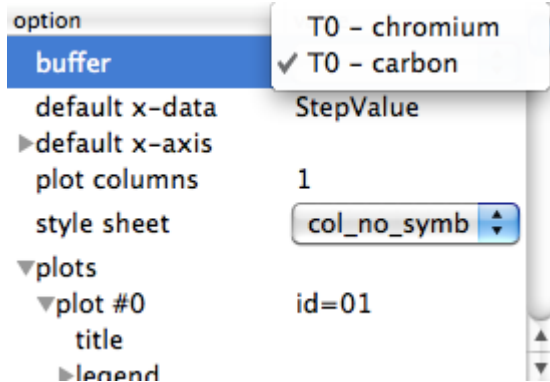 option
T0 – chromium
buffer
✓ T0 – carbon
default x-data StepValue
default x-axis
plot columns 1
style sheet col_no_symb
plots
plot #0 id=01
title
legend